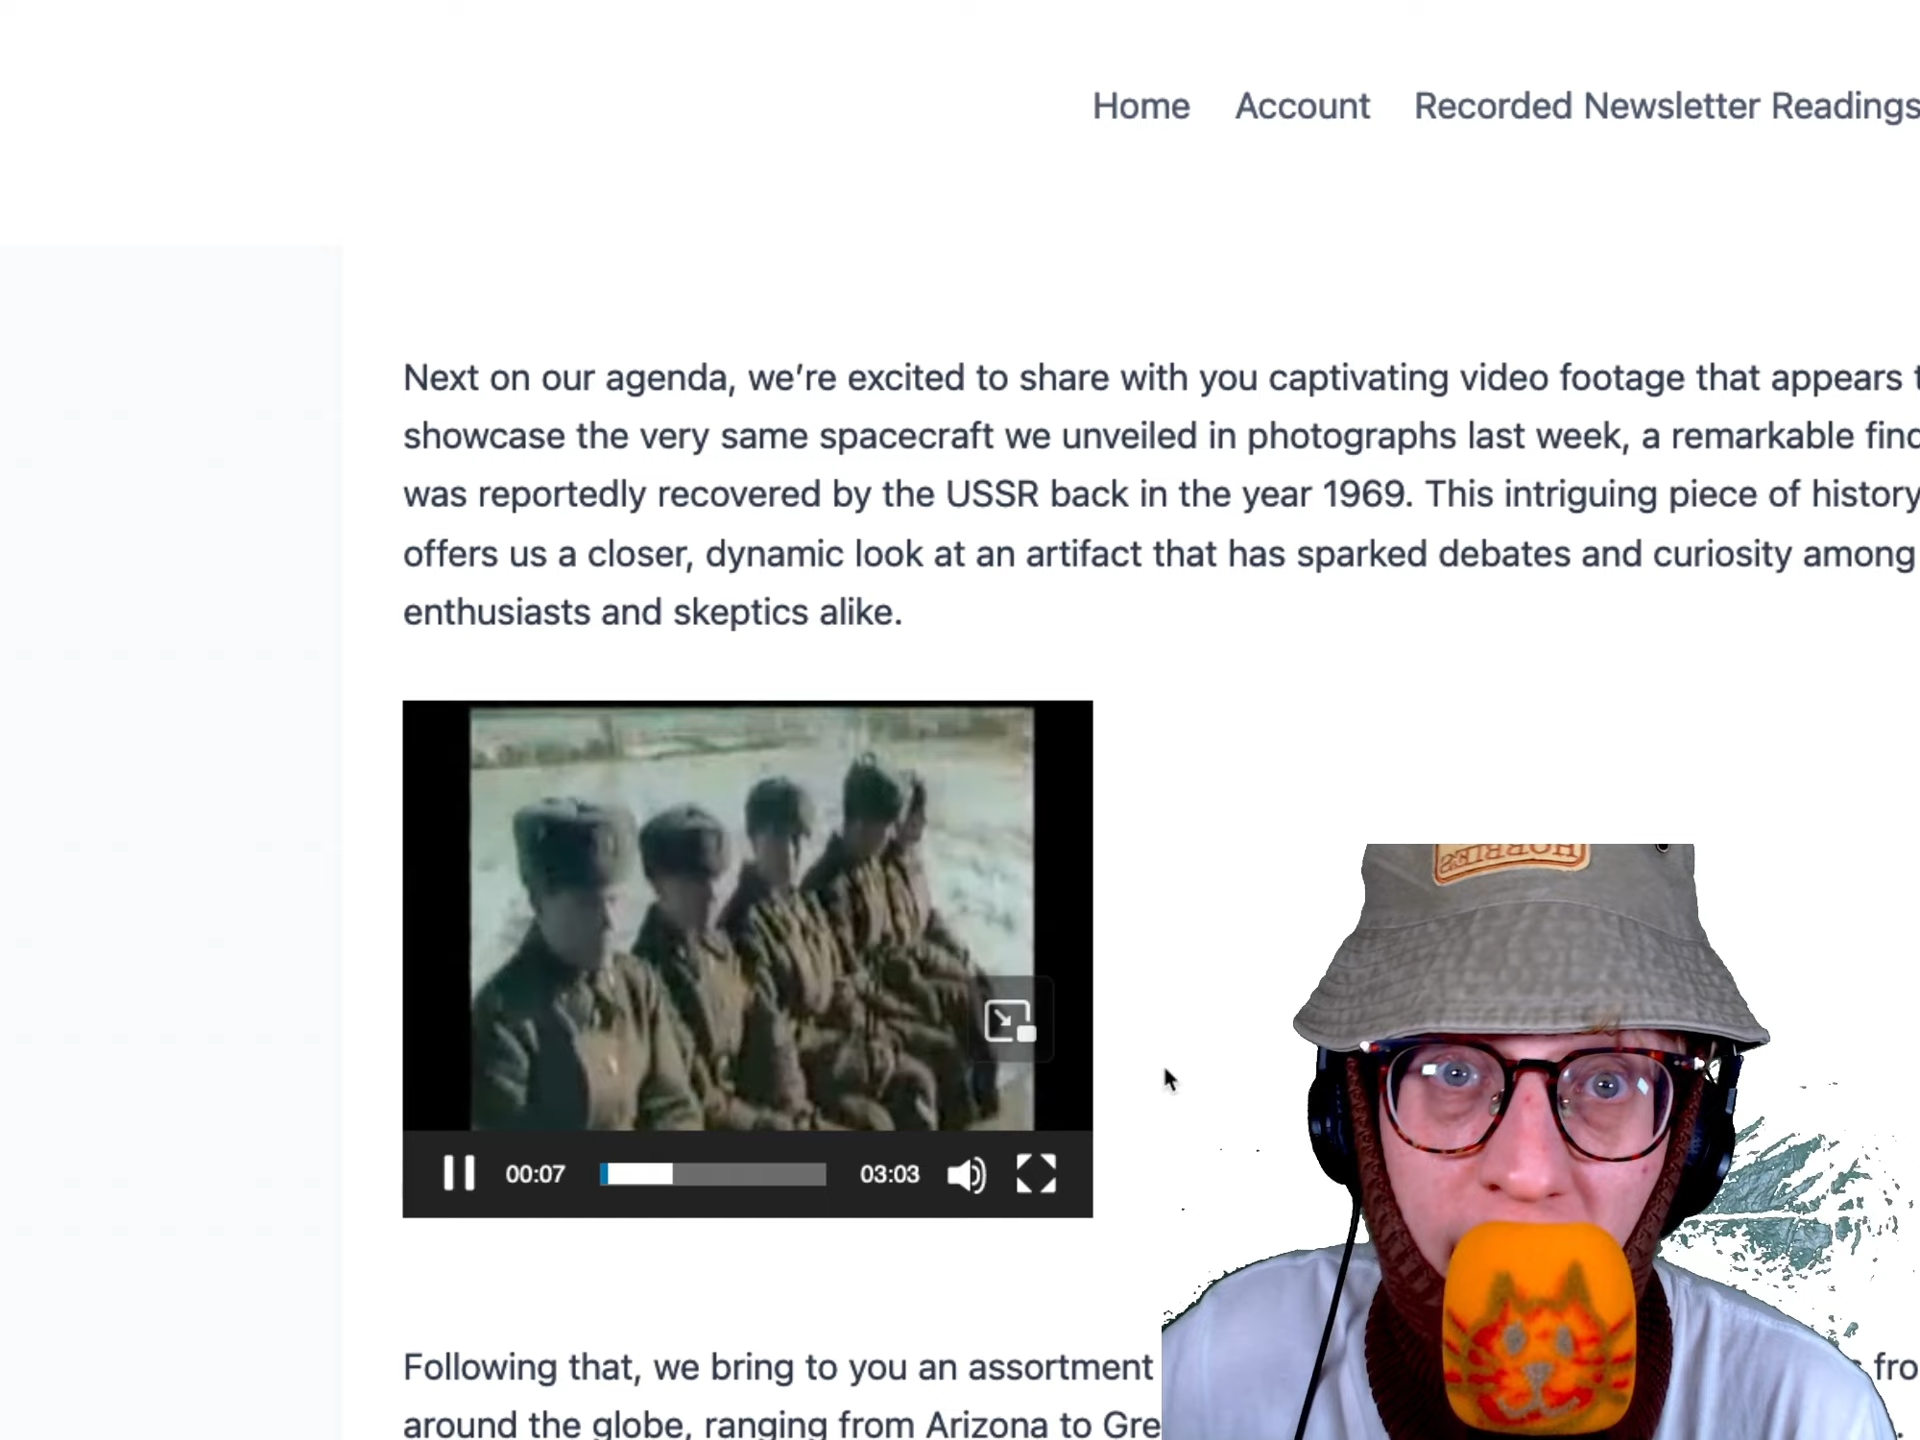 Home Account Recorded Newsletter Readings
Next on our agenda, we’re excited to share with you captivating video footage that appears
showcase the very same spacecraft we unveiled in photographs last week, a remarkable
was reportedly recovered by the USSR back in the year 1969. This intriguing piece of history
offers us a closer, dynamic look at an artifact that has sparked debates and curiosity among
enthusiasts and skeptics alike.
HOBBIES
00:07 03:03
Following that, we bring to you an assortment fro
around the globe, ranging from Arizona to Gre